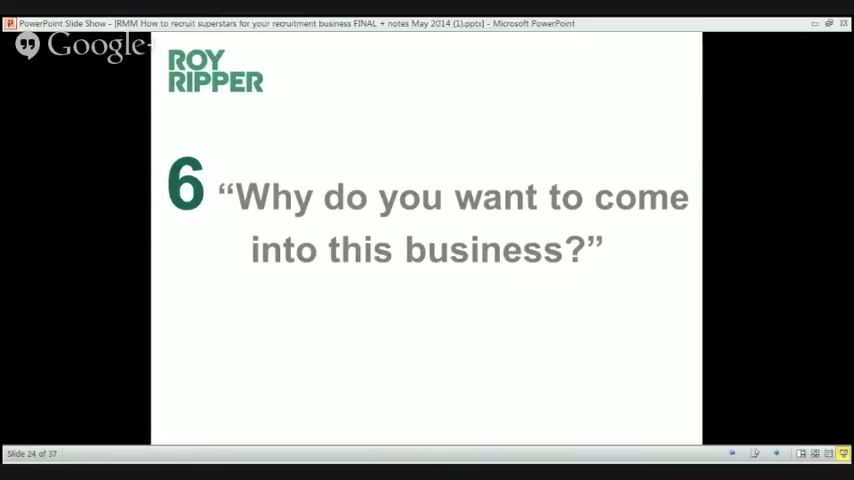 PowerPoint Slide Show - [RMM How to recruit superstars for your recruitment business FINAL + notes May 2014 (1).pptx] - Microsoft PowerPoint
Google+
ROY
RIPPER
6 “Why do you want to come
into this business?”
Slide 24 of 37